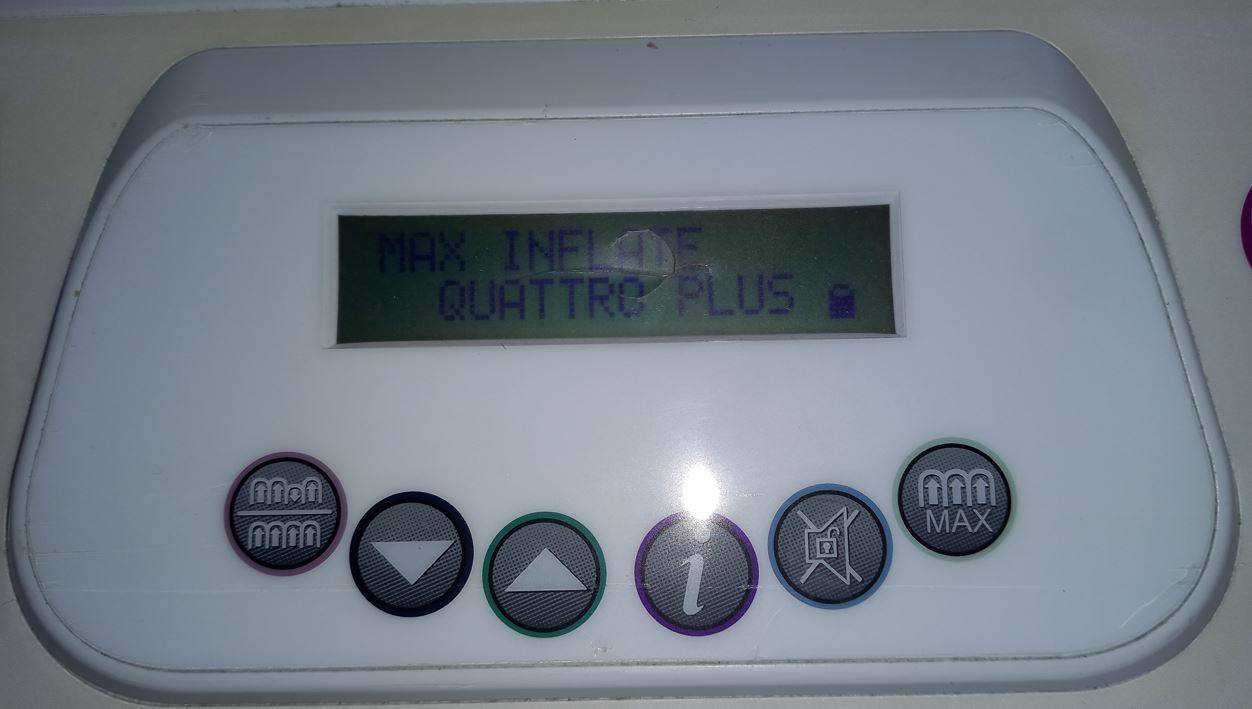 MAX INFLATE
QUATTRO PLUS
i
MAX